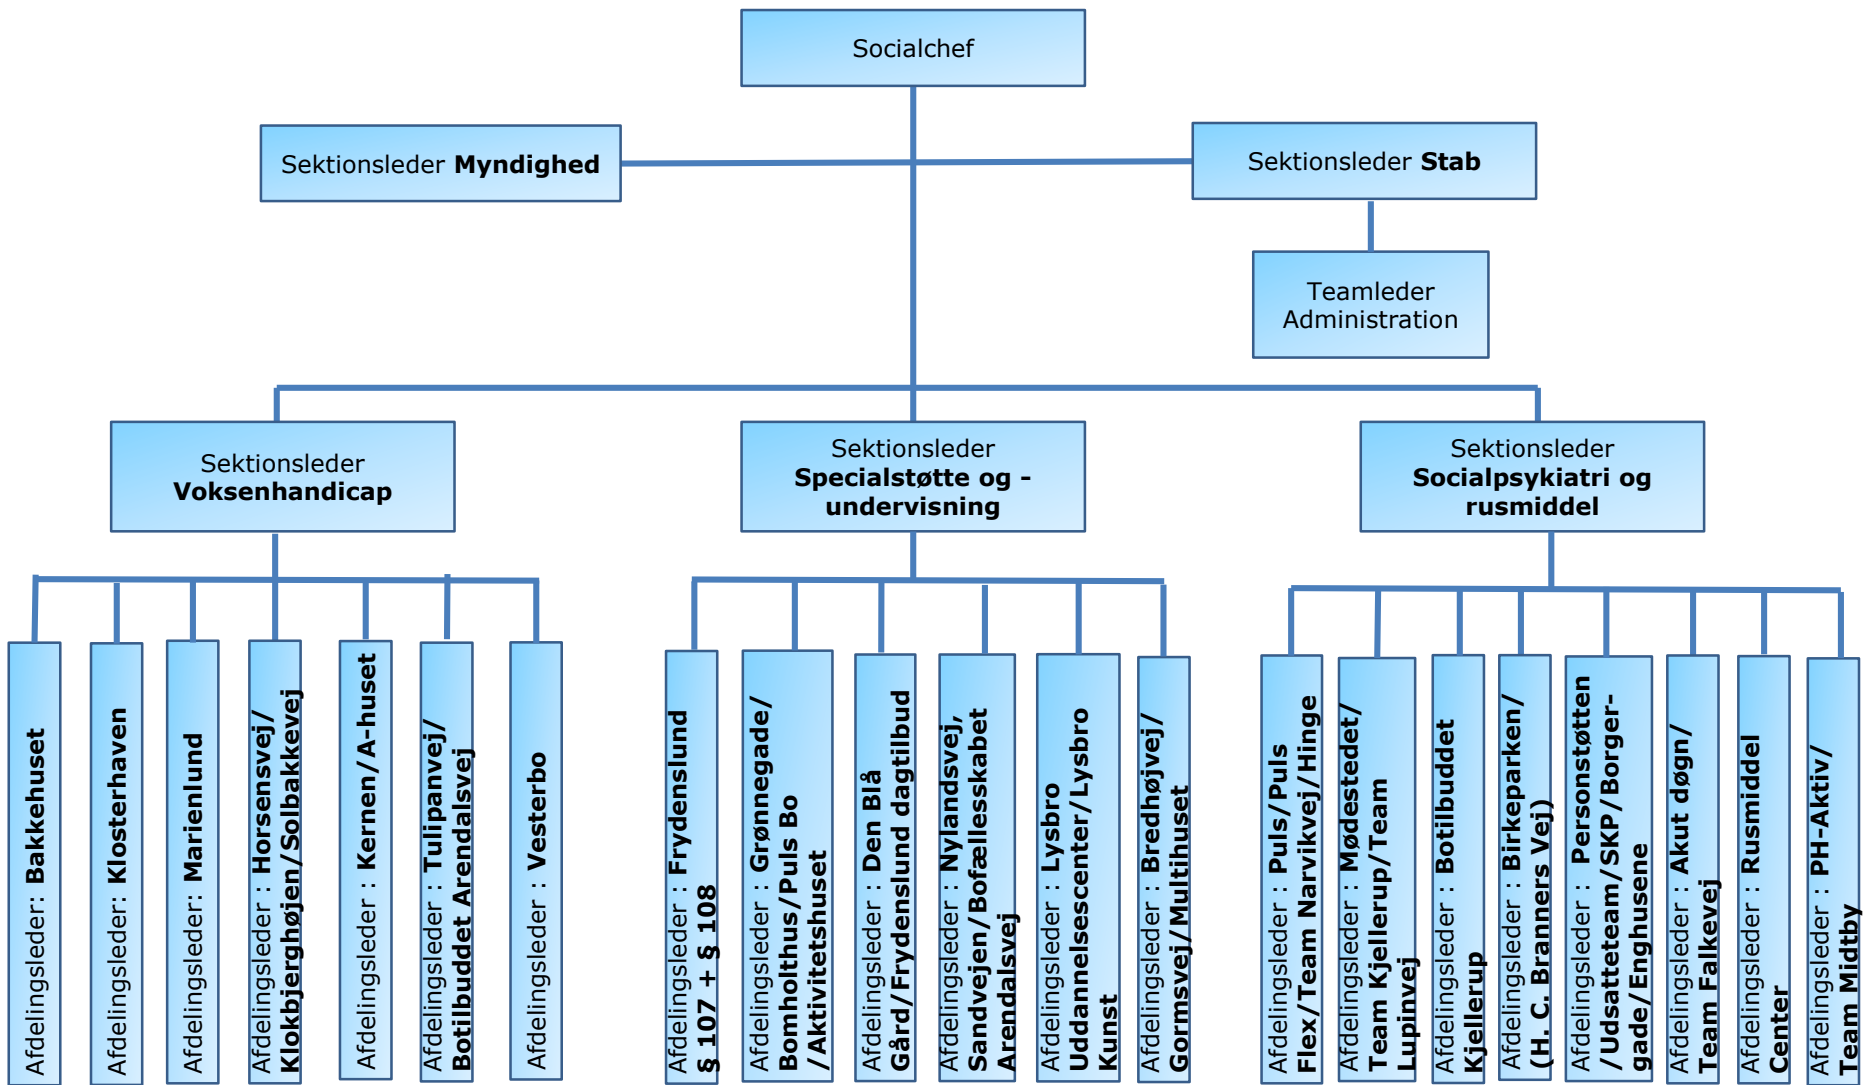 Socialchef
Sektionsleder Myndighed
Sektionsleder Stab
Teamleder
Administration
Sektionsleder
Voksenhandicap
Sektionsleder
Specialstøtte og -
undervisning
Sektionsleder
Socialpsykiatri og
rusmiddel
Afdelingsleder: Bakkehuset
Afdelingsleder: Klosterhaven
Afdelingsleder: Marienlund
Afdelingsleder : Horsensvej/
Klokbjerghøjen/Solbakkevej
Afdelingsleder : Kernen/A-huset
Afdelingsleder : Tulipanvej/
Botilbuddet Arendalsvej
Afdelingsleder : Vesterbo
Afdelingsleder : Frydenslund
§ 107 + § 108
Afdelingsleder : Grønnegade/
Bomholthus/Puls Bo
/Aktivitetshuset
Afdelingsleder : Den Blå
Gård/Frydenslund dagtilbud
Afdelingsleder : Nylandsvej,
Sandvejen/Bofællesskabet
Arendalsvej
Afdelingsleder : Lysbro
Uddannelsescenter/Lysbro
Kunst
Afdelingsleder : Bredhøjvej/
Gormsvej/Multihuset
Afdelingsleder : Puls/Puls
Flex/Team Narvikvej/Hinge
Afdelingsleder : Mødestedet/
Team Kjellerup/Team
Lupinvej
Afdelingsleder : Botilbuddet
Kjellerup
Afdelingsleder : Birkeparken/
(H. C. Branners Vej)
Afdelingsleder : Personstøtten
/Udsatteteam/SKP/Borger-
gade/Enghusene
Afdelingsleder : Akut døgn/
Team Falkevej
Afdelingsleder : Rusmiddel
Center
Afdelingsleder : PH-Aktiv/
Team Midtby